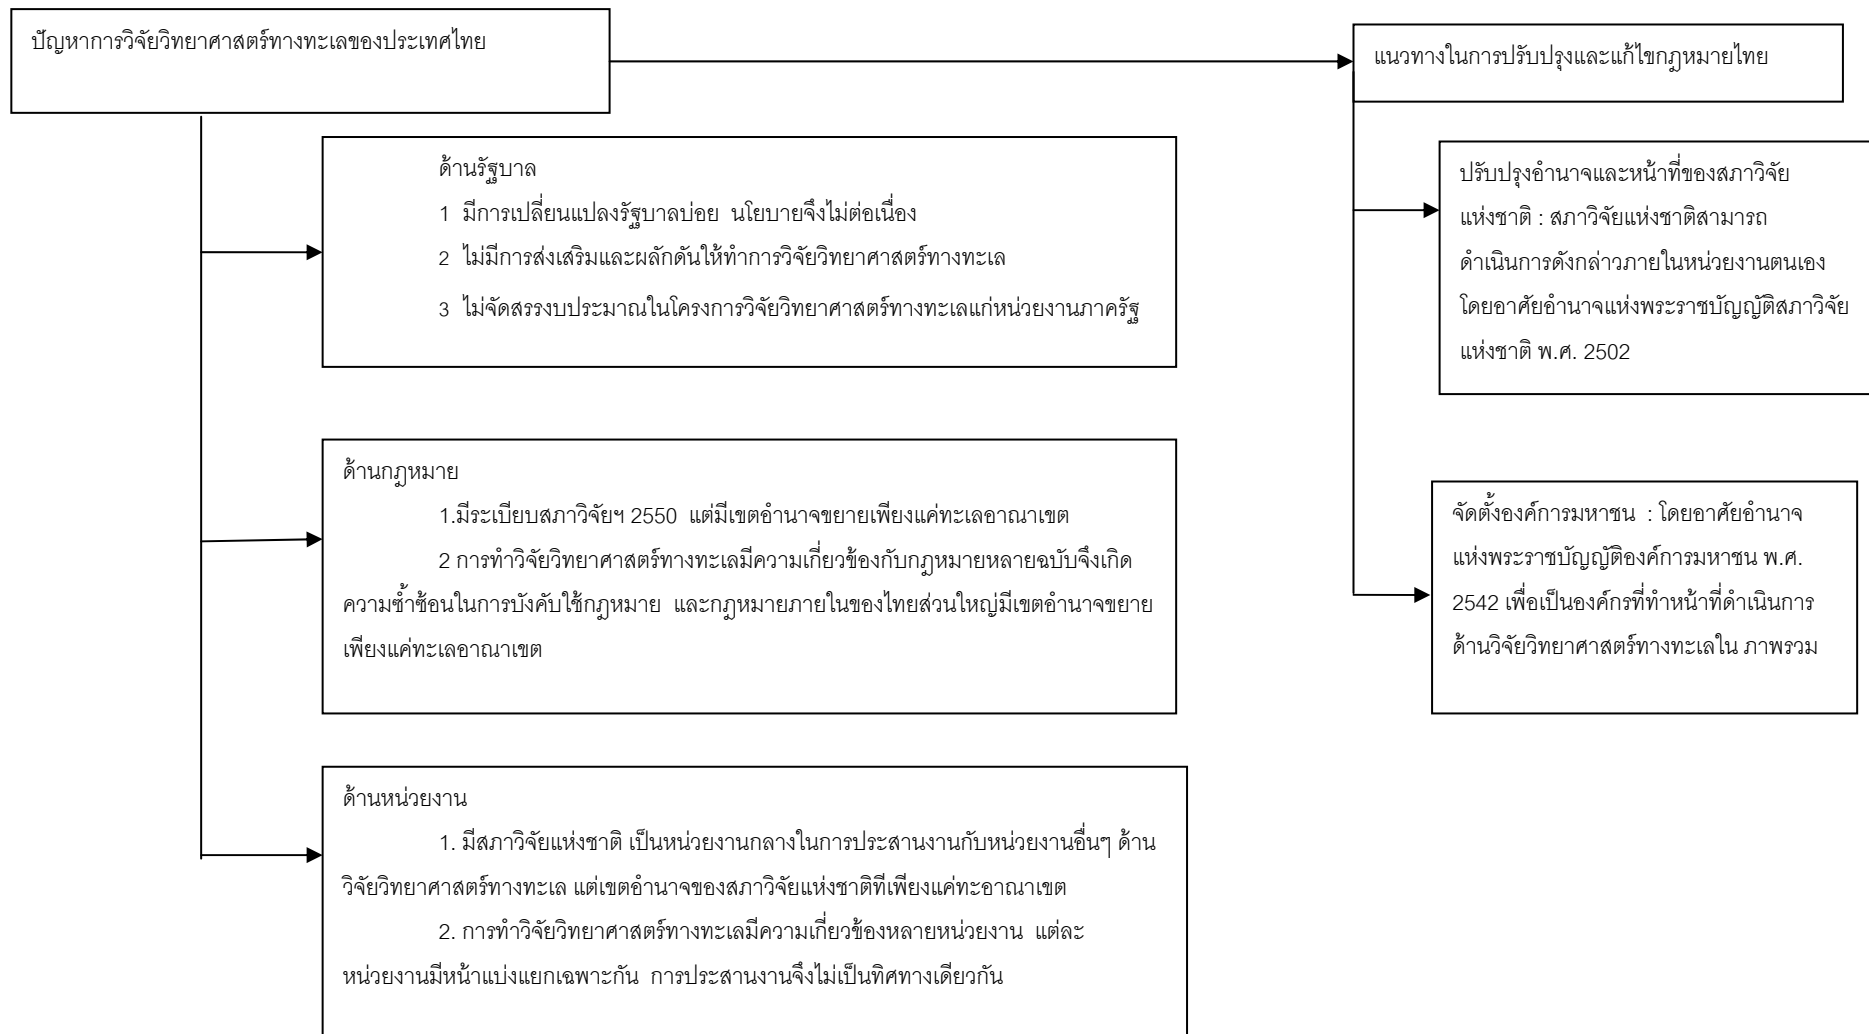 ปัญหาการวิจัยวิทยาศาสตร์ทางทะเลของประเทศไทย
แนวทางในการปรับปรุงและแก้ไขกฎหมายไทย
ด้านรัฐบาล
1 มีการเปลี่ยนแปลงรัฐบาลบ่อย นโยบายจึงไม่ต่อเนื่อง
2 ไม่มีการส่งเสริมและผลักดันให้ทำการวิจัยวิทยาศาสตร์ทางทะเล
3 ไม่จัดสรรงบประมาณในโครงการวิจัยวิทยาศาสตร์ทางทะเลแก่หน่วยงานภาครัฐ
ด้านกฎหมาย
1.มีระเบียบสภาวิจัยฯ 2550 แต่มีเขตอำนาจขยายเพียงแค่ทะเลอาณาเขต
2 การทำวิจัยวิทยาศาสตร์ทางทะเลมีความเกี่ยวข้องกับกฎหมายหลายฉบับจึงเกิด
ความซ้ำซ้อนในการบังคับใช้กฎหมาย และกฎหมายภายในของไทยส่วนใหญ่มีเขตอำนาจขยาย
เพียงแค่ทะเลอาณาเขต
ด้านหน่วยงาน
1. มีสภาวิจัยแห่งชาติ เป็นหน่วยงานกลางในการประสานงานกับหน่วยงานอื่นๆ ด้าน
วิจัยวิทยาศาสตร์ทางทะเล แต่เขตอำนาจของสภาวิจัยแห่งชาติทีเพียงแค่ทะอาณาเขต
2. การทำวิจัยวิทยาศาสตร์ทางทะเลมีความเกี่ยวข้องหลายหน่วยงาน แต่ละ
หน่วยงานมีหน้าแบ่งแยกเฉพาะกัน การประสานงานจึงไม่เป็นทิศทางเดียวกัน
ปรับปรุงอำนาจและหน้าที่ของสภาวิจัย
แห่งชาติ : สภาวิจัยแห่งชาติสามารถ
ดำเนินการดังกล่าวภายในหน่วยงานตนเอง
โดยอาศัยอำนาจแห่งพระราชบัญญัติสภาวิจัย
แห่งชาติ พ.ศ. 2502
จัดตั้งองค์การมหาชน : โดยอาศัยอำนาจ
แห่งพระราชบัญญัติองค์การมหาชน พ.ศ.
2542 เพื่อเป็นองค์กรที่ทำหน้าที่ดำเนินการ
ด้านวิจัยวิทยาศาสตร์ทางทะเลใน ภาพรวม